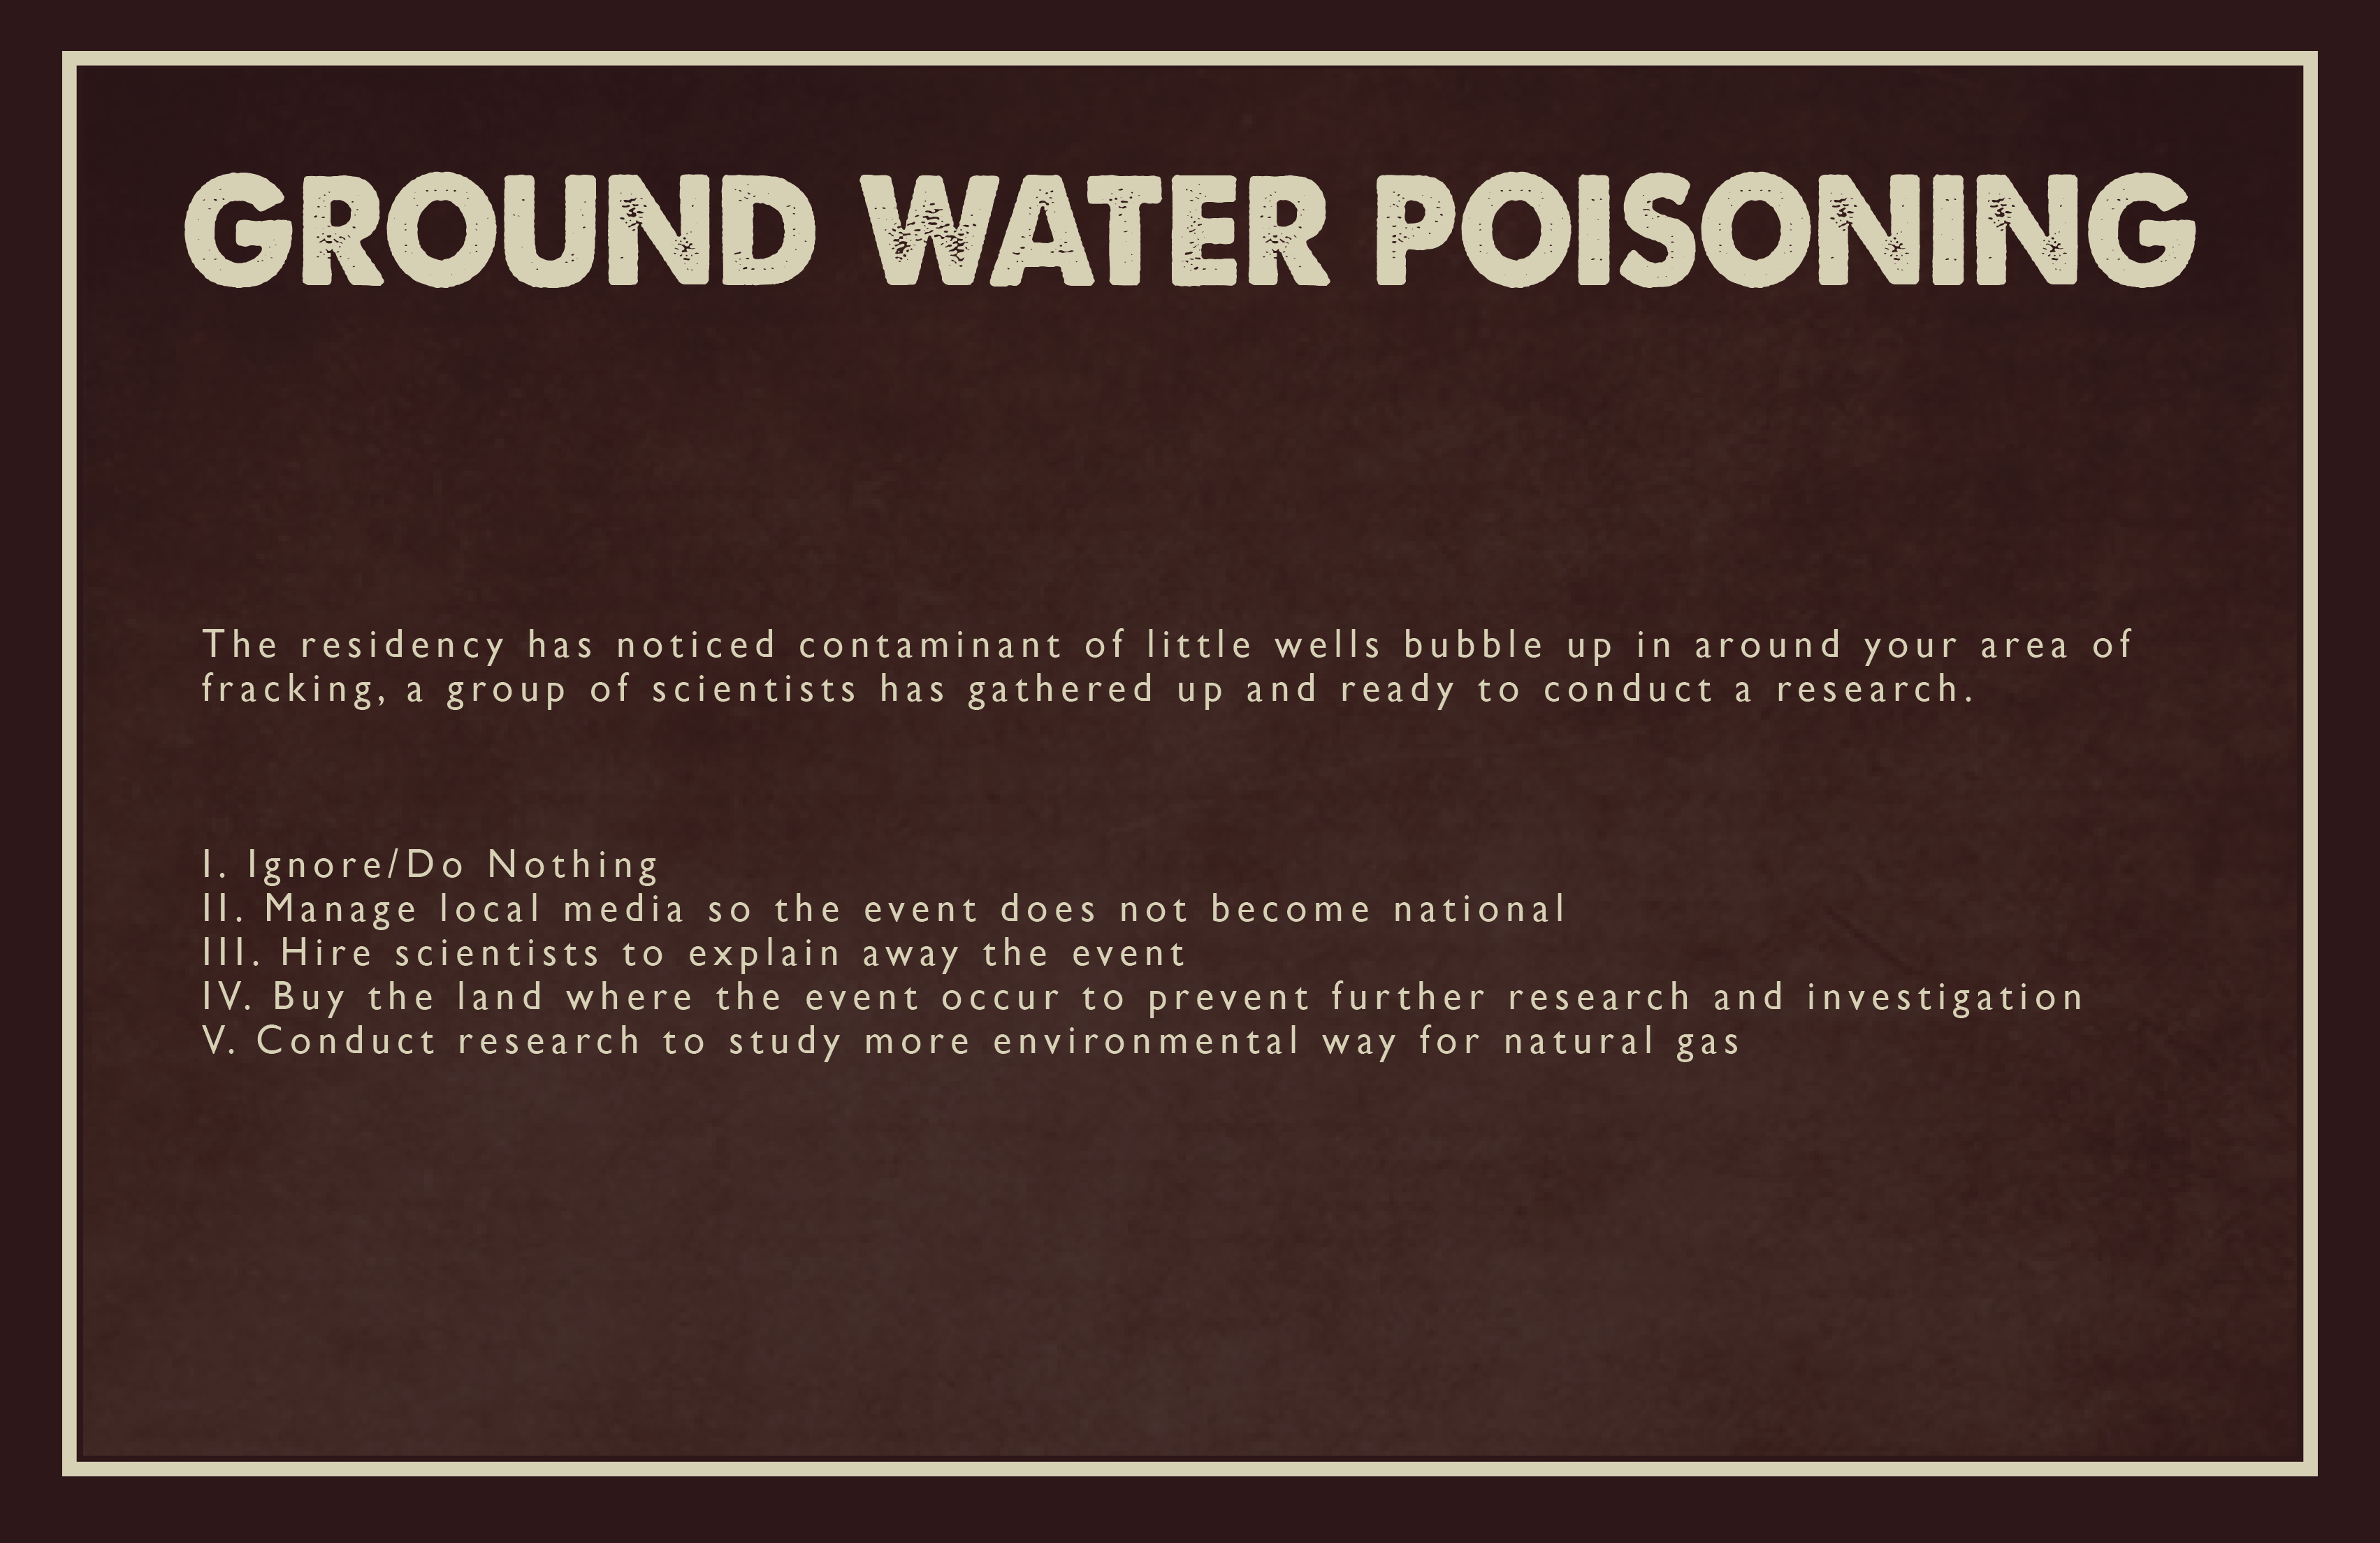 GROUND WATER POISONING
The residency has noticed contaminant of little wells bubble up in around your area of
fracking, a group of scientists has gathered up and ready to conduct a research.
I. Ignore/Do Nothing
II. Manage local media so the event does not become national
III. Hire scientists to explain away the event
IV. Buy the land where the event occur to prevent further research and investigation
V. Conduct research to study more environmental way for natural gas